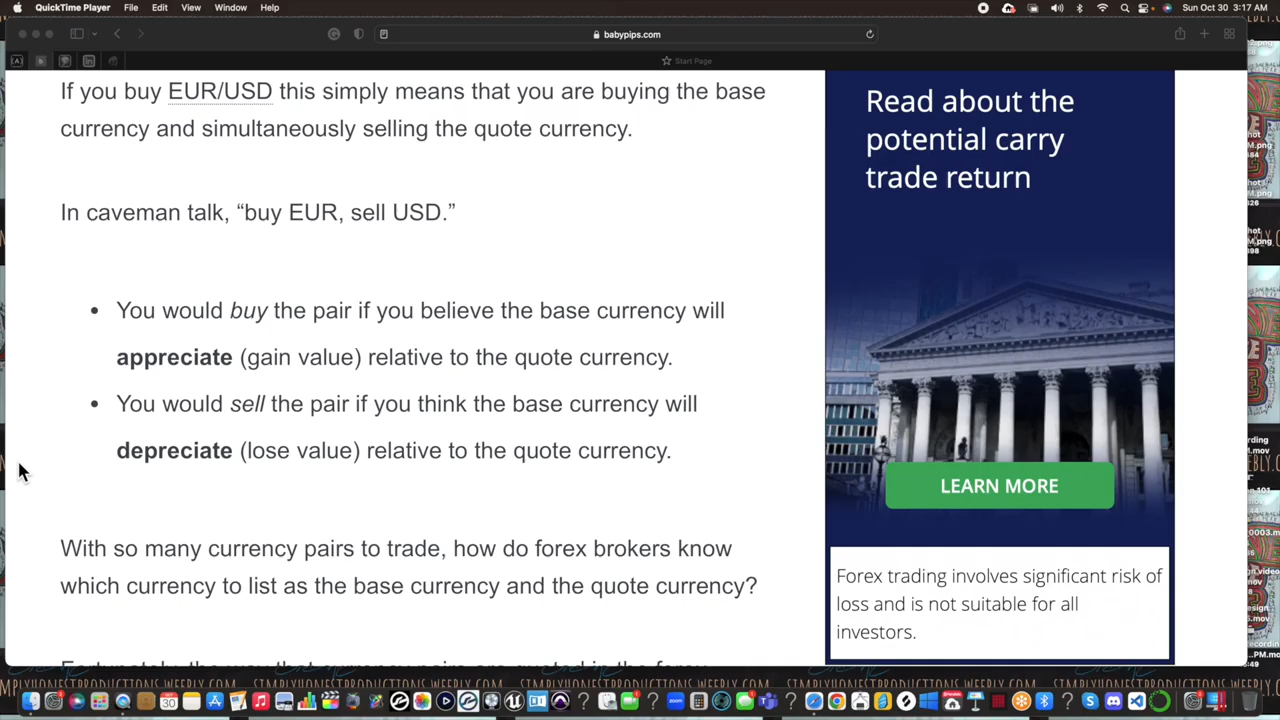 QuickTime Player File Edit View Window Help
Sun Oct 30 3:17 AM
babypips.com
Start Page
If you buy EUR/USD this simply means that you are buying the base
currency and simultaneously selling the quote currency.
In caveman talk, “buy EUR, sell USD.”
• You would buy the pair if you believe the base currency will
appreciate (gain value) relative to the quote currency.
• You would sell the pair if you think the base currency will
depreciate (lose value) relative to the quote currency.
With so many currency pairs to trade, how do forex brokers know
which currency to list as the base currency and the quote currency?
Read about the
potential carry
trade return
LEARN MORE
Forex trading involves significant risk of
loss and is not suitable for all
investors.